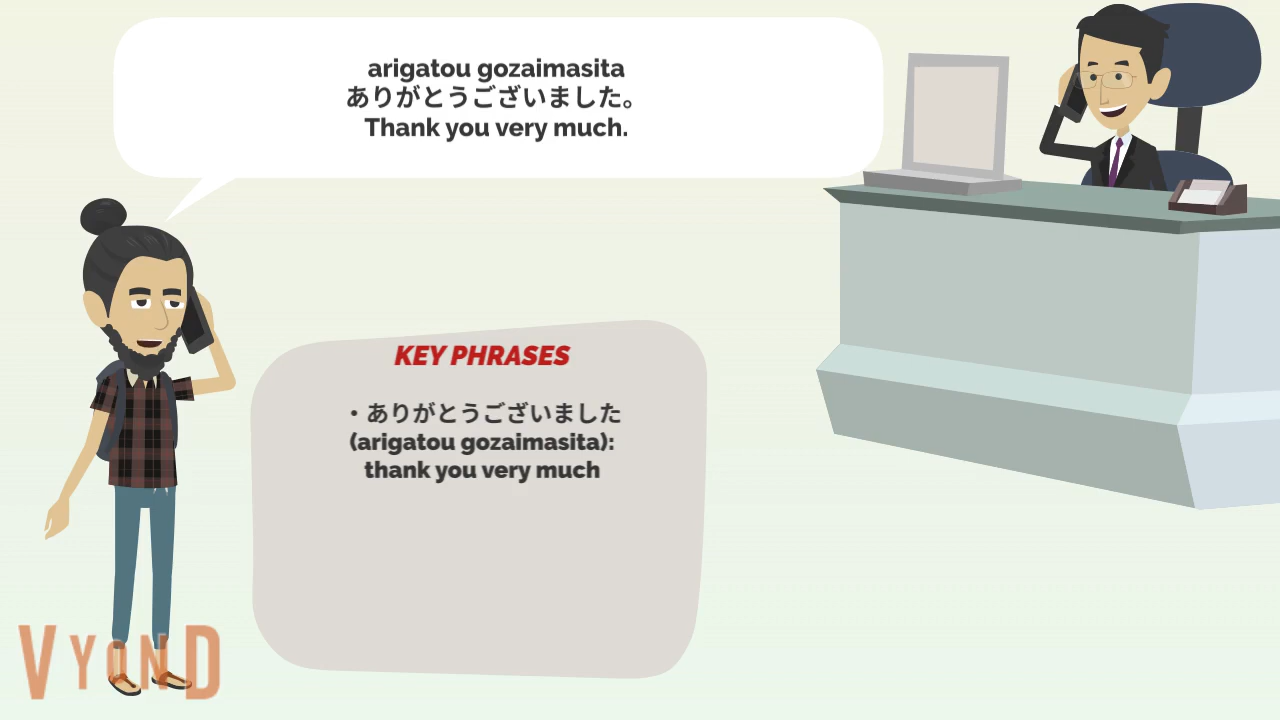 arigatou gozaimasita
ありがとうございました。
Thank you very much.
KEY PHRASES
・ありがとうございました
(arigatou gozaimasita):
thank you very much
VYOND